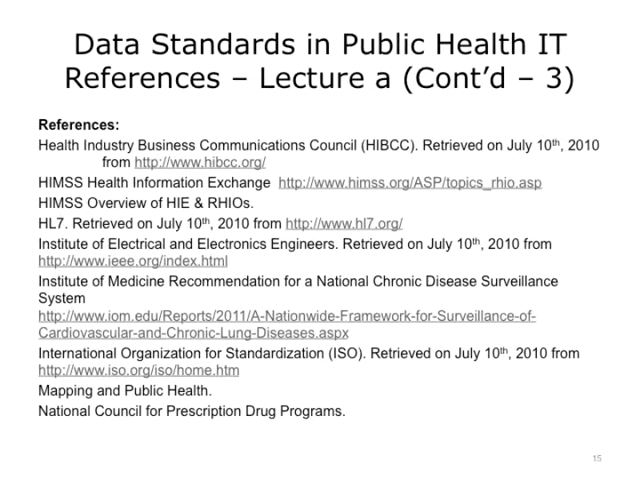 Data Standards in Public Health IT
References – Lecture a (Cont’d – 3)
References:
Health Industry Business Communications Council (HIBCC). Retrieved on July 10th, 2010
from http://www.hibcc.org/
HIMSS Health Information Exchange  http://www.himss.org/ASP/topics_rhio.asp
HIMSS Overview of HIE & RHIOs.
HL7. Retrieved on July 10th, 2010 from http://www.hl7.org/
Institute of Electrical and Electronics Engineers. Retrieved on July 10th, 2010 from
http://www.ieee.org/index.html
Institute of Medicine Recommendation for a National Chronic Disease Surveillance
System
http://www.iom.edu/Reports/2011/A-Nationwide-Framework-for-Surveillance-of-
Cardiovascular-and-Chronic-Lung-Diseases.aspx
International Organization for Standardization (ISO). Retrieved on July 10th, 2010 from
http://www.iso.org/iso/home.htm
Mapping and Public Health.
National Council for Prescription Drug Programs.
15